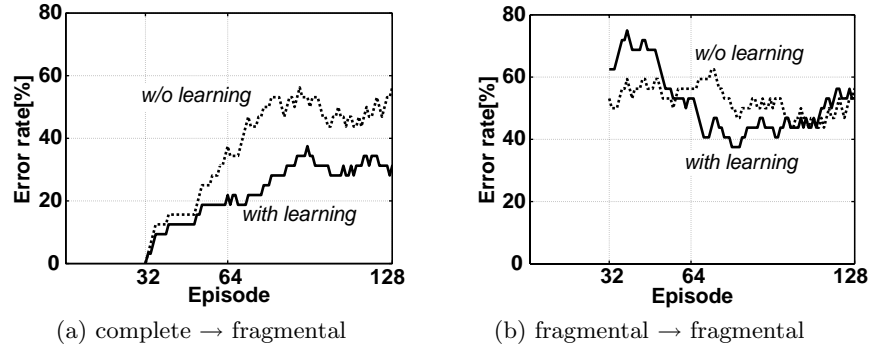 80
60
40
20
0
Error rate[%]
w/o learning
with learning
32
64
128
Episode
(a) complete → fragmental
80
60
40
20
0
Error rate[%]
w/o learning
with learning
32
64
128
Episode
(b) fragmental → fragmental